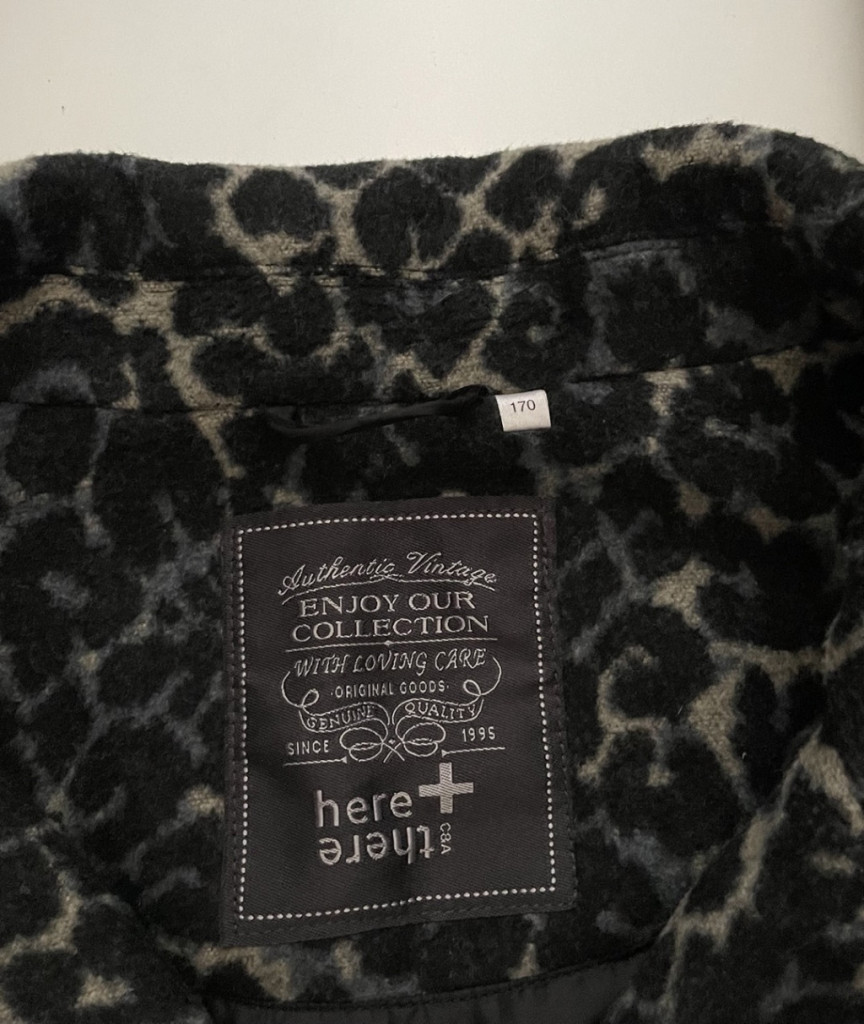 170
Authentic Vintage
ENJOY OUR
COLLECTION
WITH LOVING CARE
·ORIGINAL GOODS·
GENUINE QUALITY
SINCE 1995
here
there
C&A